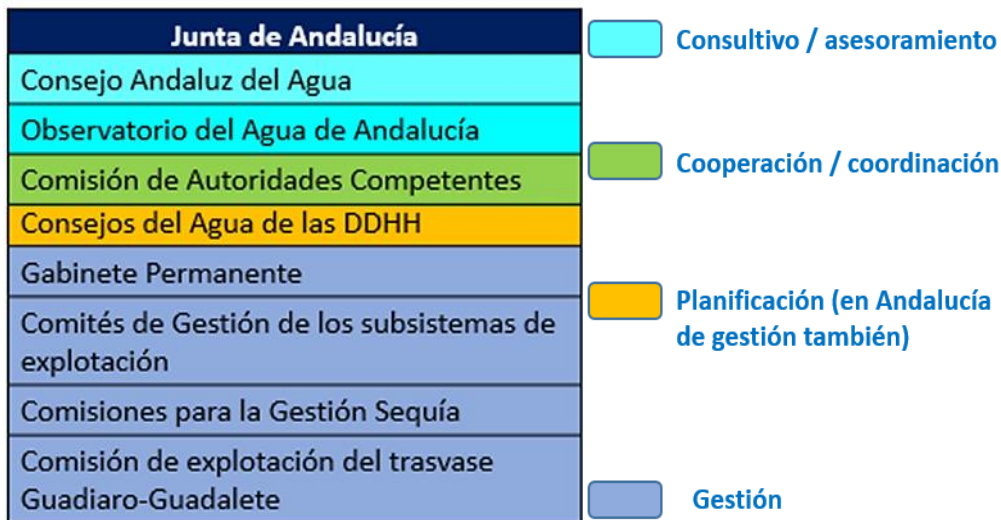 Junta de Andalucía
Consejo Andaluz del Agua
Observatorio del Agua de Andalucía
Comisión de Autoridades Competentes
Consejos del Agua de las DDHH
Gabinete Permanente
Comités de Gestión de los subsistemas de
explotación
Comisiones para la Gestión Sequía
Comisión de explotación del trasvase
Guadiaro-Guadalete
Consultivo / asesoramiento
Cooperación / coordinación
Planificación (en Andalucía
de gestión también)
Gestión